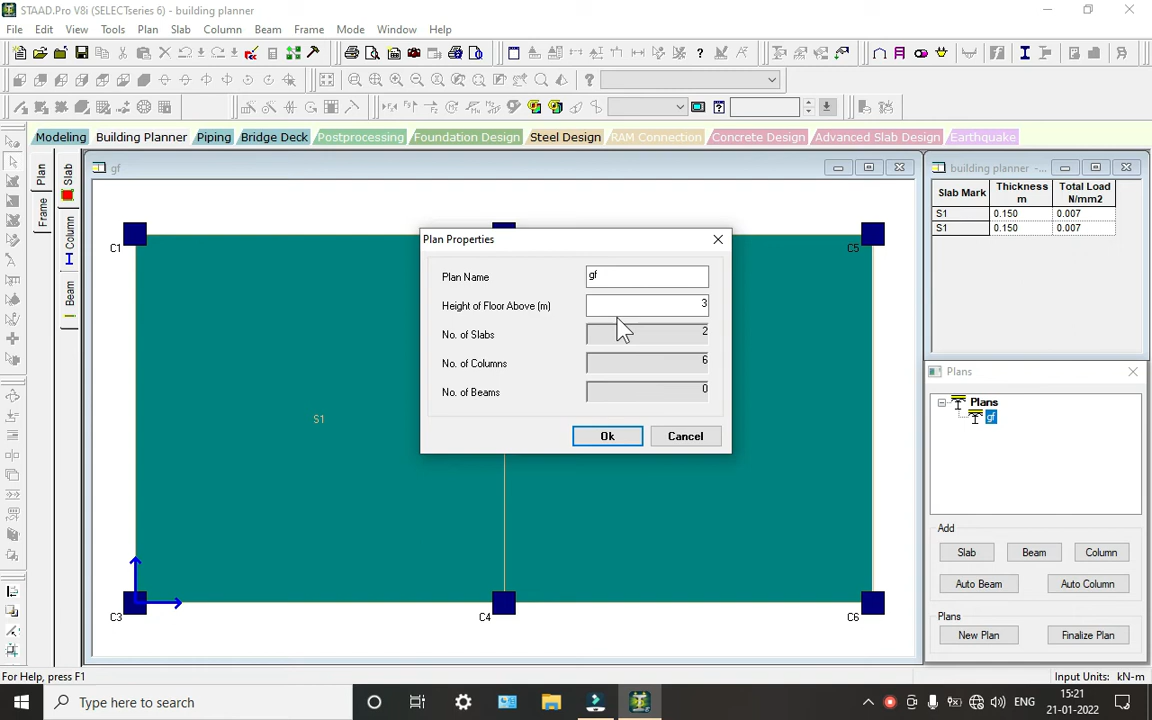 STAAD.Pro V8i (SELECTseries 6) - building planner
File Edit View Tools Plan Slab Column Beam Frame Mode Window Help
Modeling Building Planner Piping Bridge Deck Postprocessing Foundation Design Steel Design RAM Connection Concrete Design Advanced Slab Design Earthquake
Plan
Frame
Slab
Column
Beam
gf
C1
C5
S1
C3
C4
C6
Plan Properties
Plan Name gf
Height of Floor Above (m) 3
No. of Slabs 2
No. of Columns 6
No. of Beams 0
Ok Cancel
building planner -...
Slab Mark Thickness m Total Load N/mm2
S1 0.150 0.007
S1 0.150 0.007
Plans
Plans
gf
Add
Slab Beam Column
Auto Beam Auto Column
Plans
New Plan Finalize Plan
For Help, press F1
Input Units: kN-m
Type here to search
ENG
15:21
21-01-2022